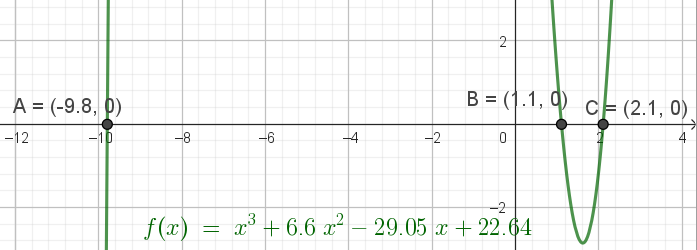 2
A = (-9.8, 0)
B = (1.1, 0)
C = (2.1, 0)
−12 −10 −8 −6 −4 −2 0 2 4
−2
f(x) = x³ + 6.6 x² − 29.05 x + 22.64